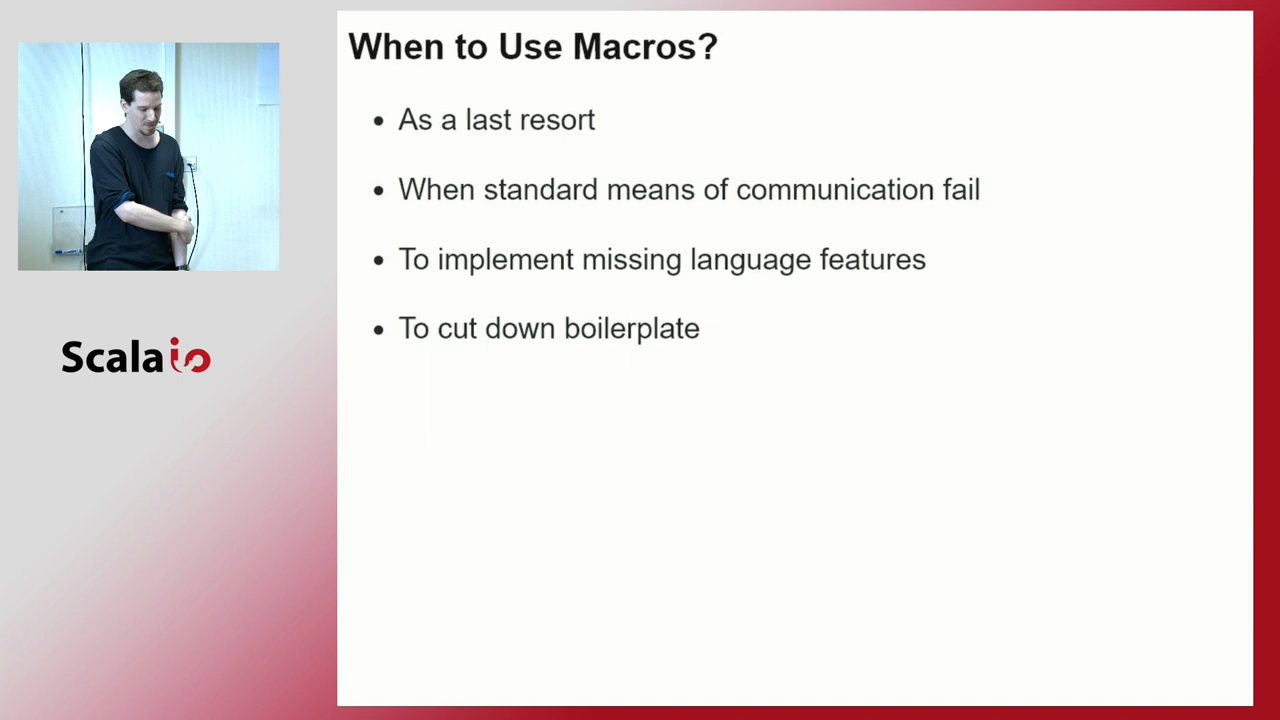 When to Use Macros?
As a last resort
When standard means of communication fail
To implement missing language features
To cut down boilerplate
Scala io